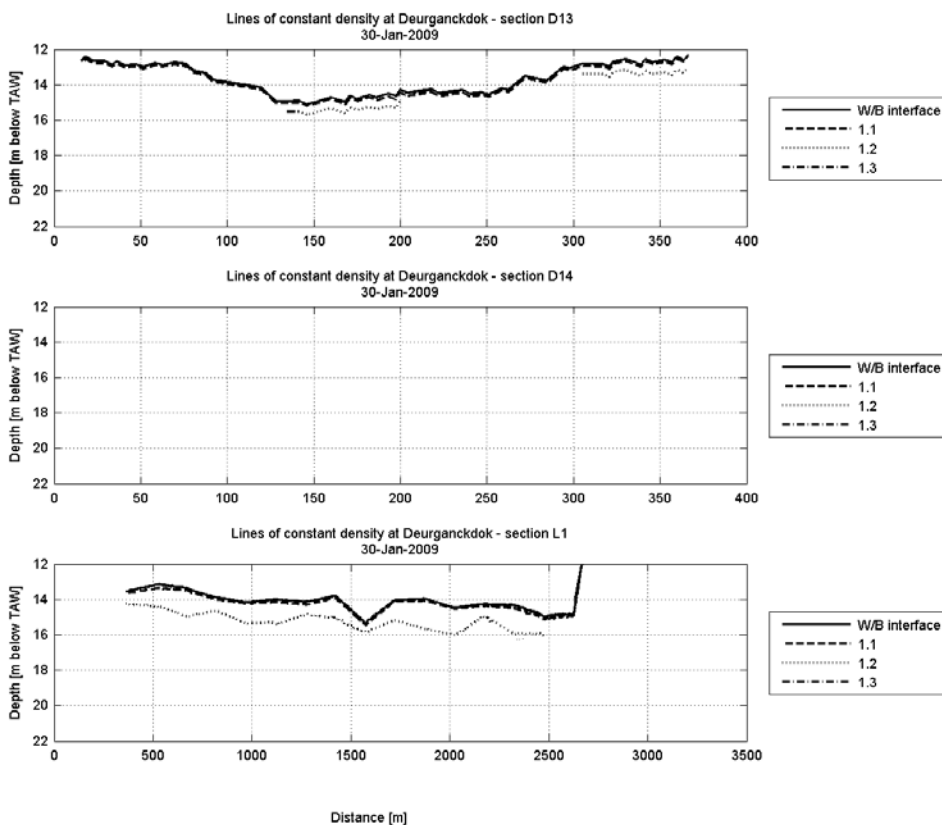 Lines of constant density at Deurganckdok - section D13
30-Jan-2009
Depth [m below TAW]
12
14
16
18
20
22
0 50 100 150 200 250 300 350 400
W/B interface
1.1
1.2
1.3
Lines of constant density at Deurganckdok - section D14
30-Jan-2009
Depth [m below TAW]
12
14
16
18
20
22
0 50 100 150 200 250 300 350 400
W/B interface
1.1
1.2
1.3
Lines of constant density at Deurganckdok - section L1
30-Jan-2009
Depth [m below TAW]
12
14
16
18
20
22
0 500 1000 1500 2000 2500 3000 3500
W/B interface
1.1
1.2
1.3
Distance [m]